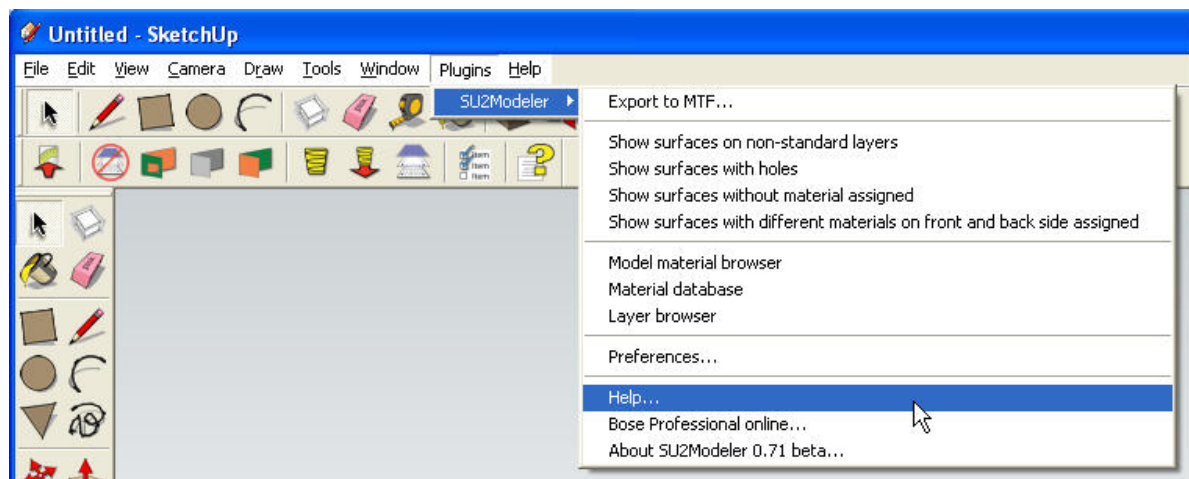 Untitled - SketchUp
File Edit View Camera Draw Tools Window Plugins Help
SU2Modeler
Export to MTF...
Show surfaces on non-standard layers
Show surfaces with holes
Show surfaces without material assigned
Show surfaces with different materials on front and back side assigned
Model material browser
Material database
Layer browser
Preferences...
Help...
Bose Professional online...
About SU2Modeler 0.71 beta...